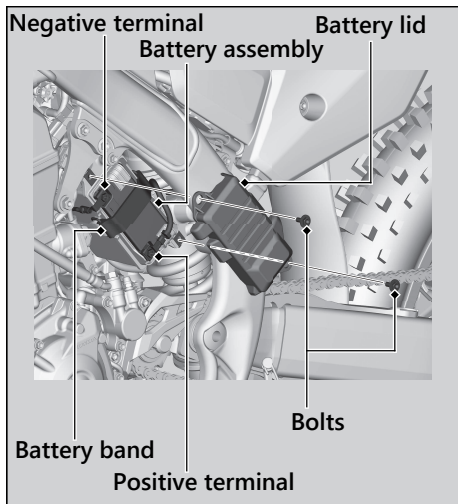 Negative terminal
Battery assembly
Battery lid
Bolts
Battery band
Positive terminal